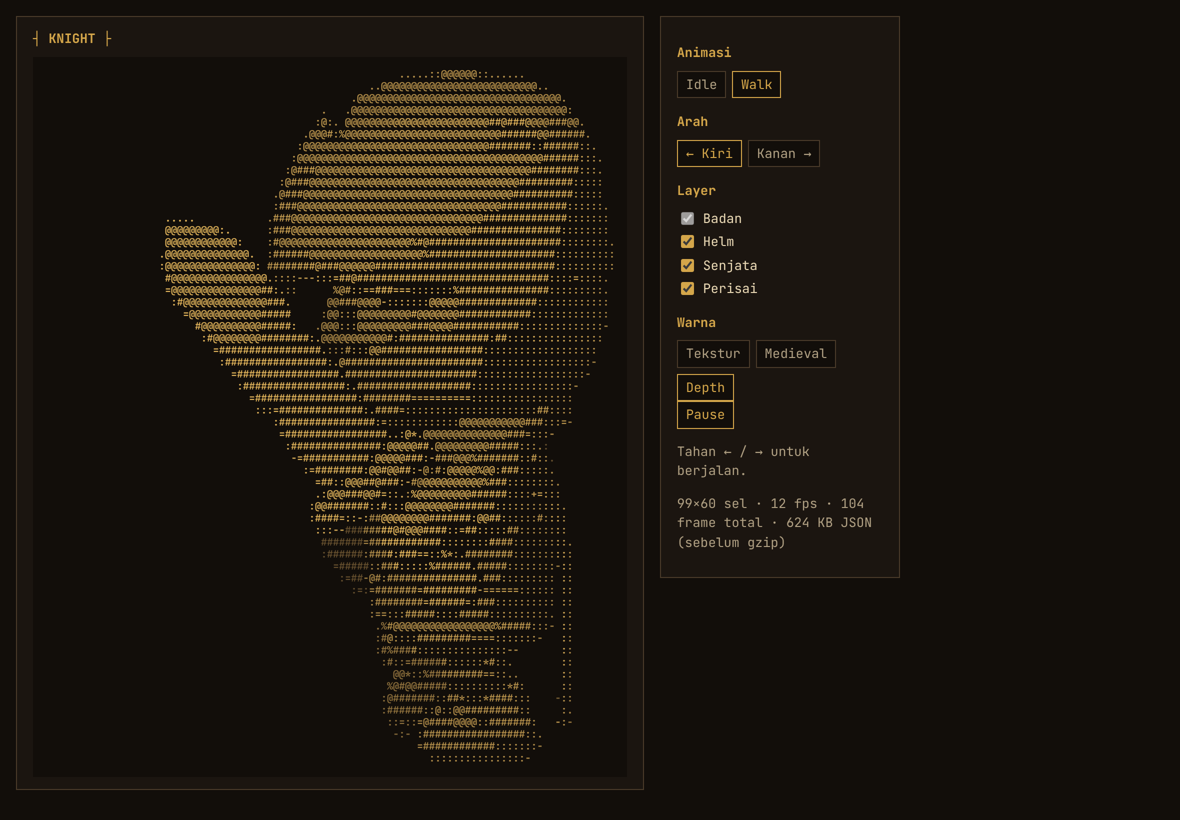 ┤ KNIGHT ├
Animasi
Idle
Walk
Arah
← Kiri
Kanan →
Layer
Badan
Helm
Senjata
Perisai
Warna
Tekstur
Medieval
Depth
Pause
Tahan ← / → untuk
berjalan.
99×60 sel · 12 fps · 104
frame total · 624 KB JSON
(sebelum gzip)